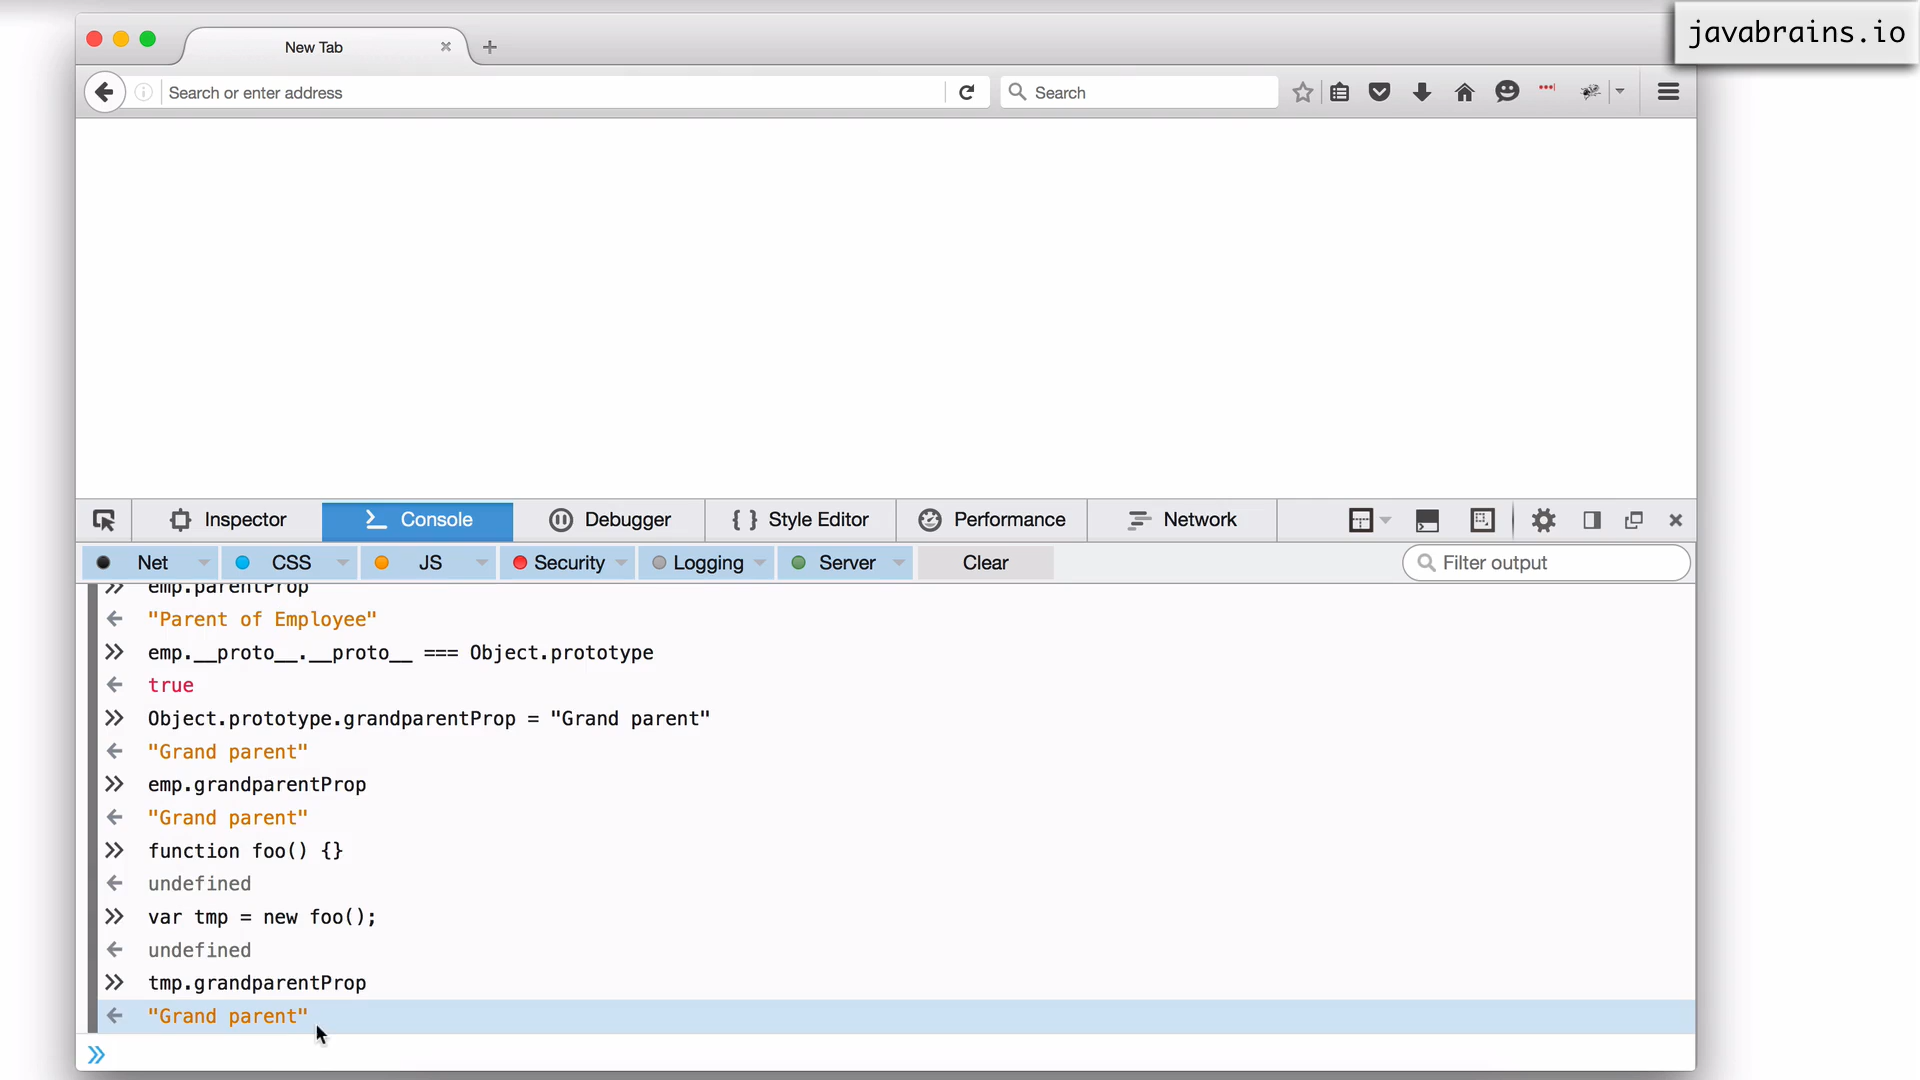 javabrains.io
New Tab
Search or enter address
Search
Inspector
Console
Debugger
{ } Style Editor
Performance
Network
Net
CSS
JS
Security
Logging
Server
Clear
Filter output
emp.parentProp
"Parent of Employee"
emp.__proto__.__proto__ === Object.prototype
true
Object.prototype.grandparentProp = "Grand parent"
"Grand parent"
emp.grandparentProp
"Grand parent"
function foo() {}
undefined
var tmp = new foo();
undefined
tmp.grandparentProp
"Grand parent"